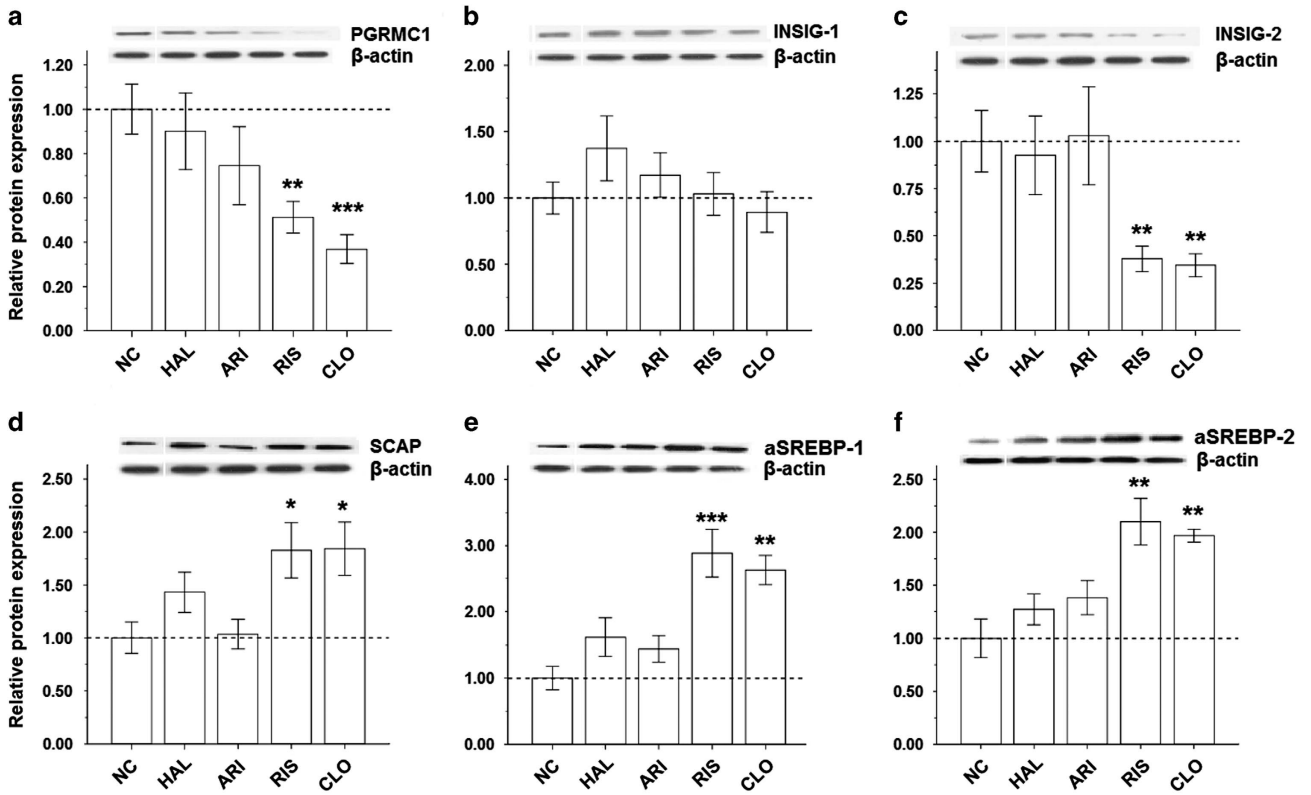 a
PGRMC1
β-actin
Relative protein expression
1.20
1.00
0.80
0.60
0.40
0.20
0.00
**
***
NC HAL ARI RIS CLO
b
INSIG-1
β-actin
2.00
1.50
1.00
0.50
0.00
NC HAL ARI RIS CLO
c
INSIG-2
β-actin
1.25
1.00
0.75
0.50
0.25
0.00
** **
NC HAL ARI RIS CLO
d
SCAP
β-actin
Relative protein expression
2.50
2.00
1.50
1.00
0.50
0.00
* *
NC HAL ARI RIS CLO
e
aSREBP-1
β-actin
4.00
3.00
2.00
1.00
0.00
***
**
NC HAL ARI RIS CLO
f
aSREBP-2
β-actin
2.50
2.00
1.50
1.00
0.50
0.00
**
**
NC HAL ARI RIS CLO